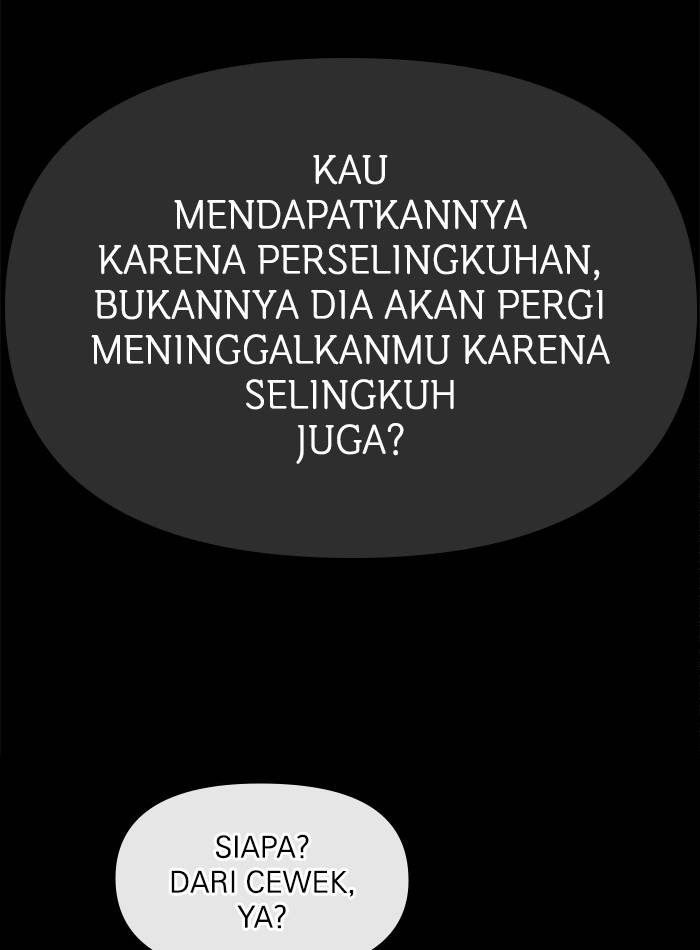 KAU
MENDAPATKANNYA
KARENA PERSELINGKUHAN,
BUKANNYA DIA AKAN PERGI
MENINGGALKANMU KARENA
SELINGKUH
JUGA?
SIAPA?
DARI CEWEK,
YA?